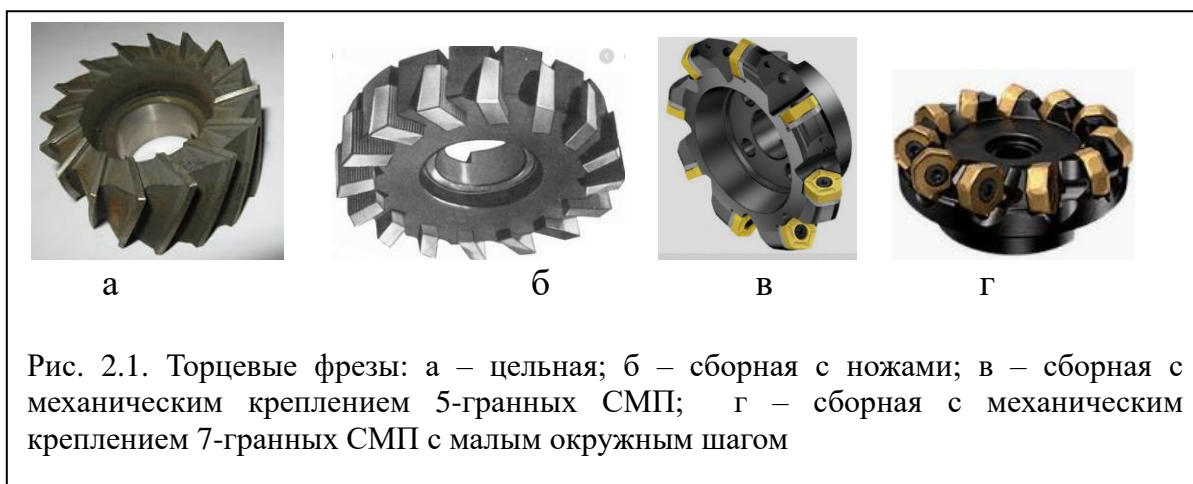 а б в г
Рис. 2.1. Торцевые фрезы: а – цельная; б – сборная с ножами; в – сборная с
механическим креплением 5-гранных СМП; г – сборная с механическим
креплением 7-гранных СМП с малым окружным шагом